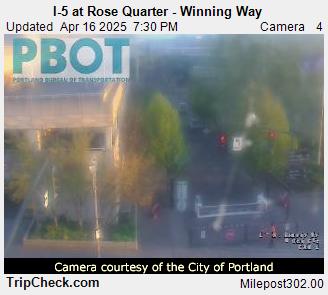 I-5 at Rose Quarter - Winning Way
Updated Apr 16 2025 7:30 PM Camera 4
PBOT
PORTLAND BUREAU OF TRANSPORTATION
Camera courtesy of the City of Portland
TripCheck.com Milepost302.00